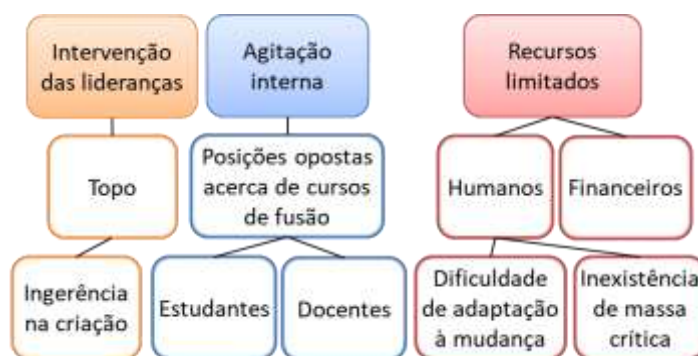 Intervenção
das lideranças
Agitação
interna
Recursos
limitados
Topo
Posições opostas
acerca de cursos
de fusão
Humanos
Financeiros
Ingerência
na criação
Estudantes
Docentes
Dificuldade
de adaptação
à mudança
Inexistência
de massa
crítica